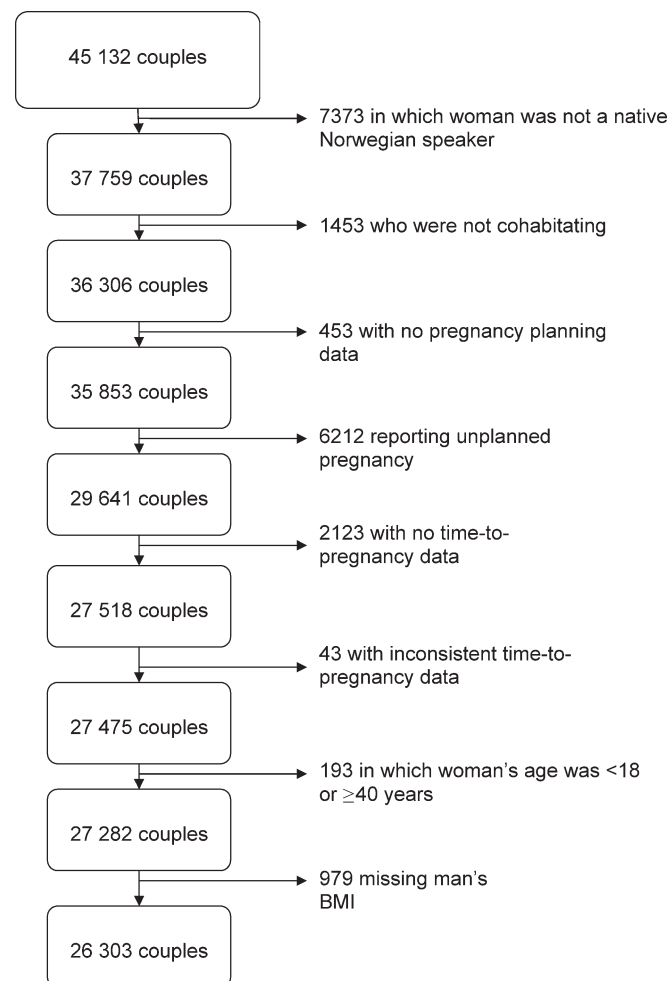 45 132 couples
7373 in which woman was not a native
Norwegian speaker
37 759 couples
1453 who were not cohabitating
36 306 couples
453 with no pregnancy planning
data
35 853 couples
6212 reporting unplanned
pregnancy
29 641 couples
2123 with no time-to-
pregnancy data
27 518 couples
43 with inconsistent time-to-
pregnancy data
27 475 couples
193 in which woman’s age was <18
or ≥40 years
27 282 couples
979 missing man’s
BMI
26 303 couples